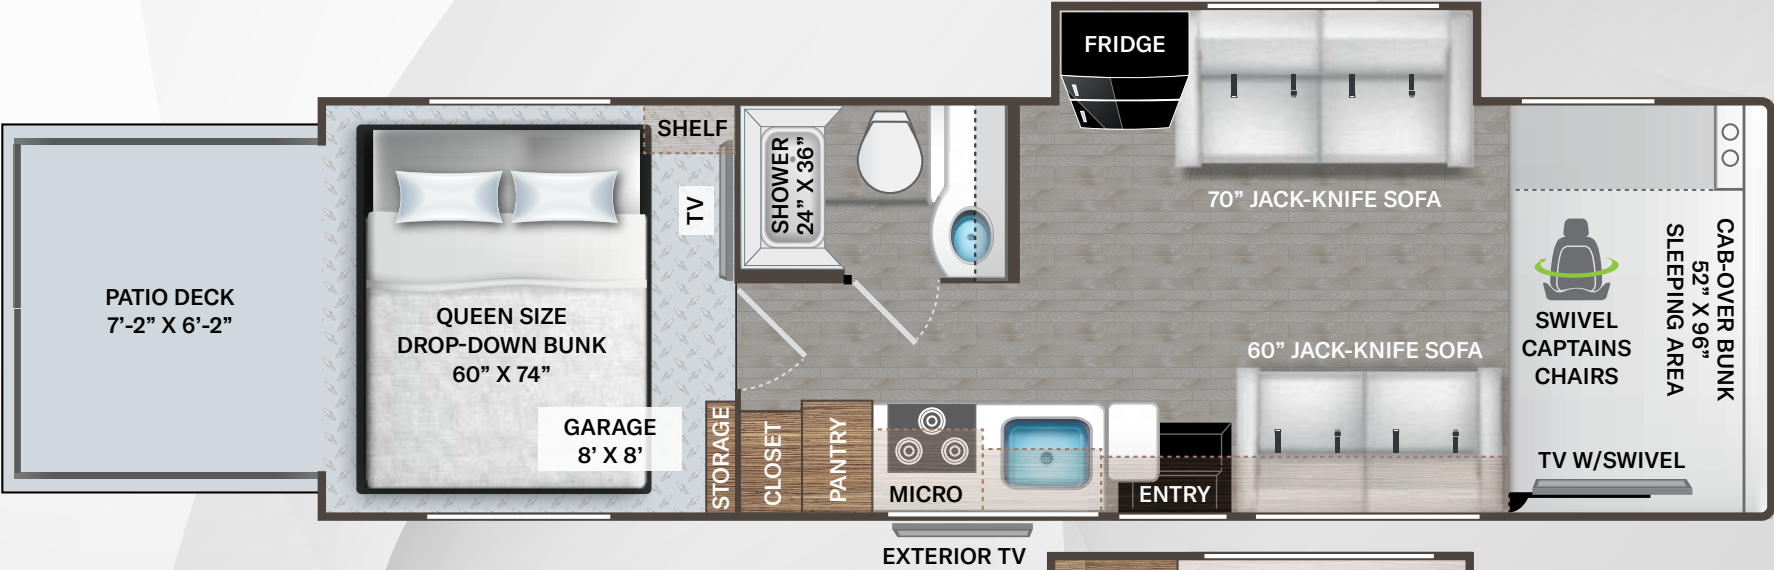 FRIDGE
SHELF
SHOWER
24” X 36”
TV
70” JACK-KNIFE SOFA
PATIO DECK
7’-2” X 6’-2”
QUEEN SIZE
DROP-DOWN BUNK
60” X 74”
GARAGE
8’ X 8’
STORAGE
CLOSET
PANTRY
MICRO
ENTRY
60” JACK-KNIFE SOFA
SWIVEL
CAPTAINS
CHAIRS
CAB-OVER BUNK
52” X 96”
SLEEPING AREA
TV W/SWIVEL
EXTERIOR TV